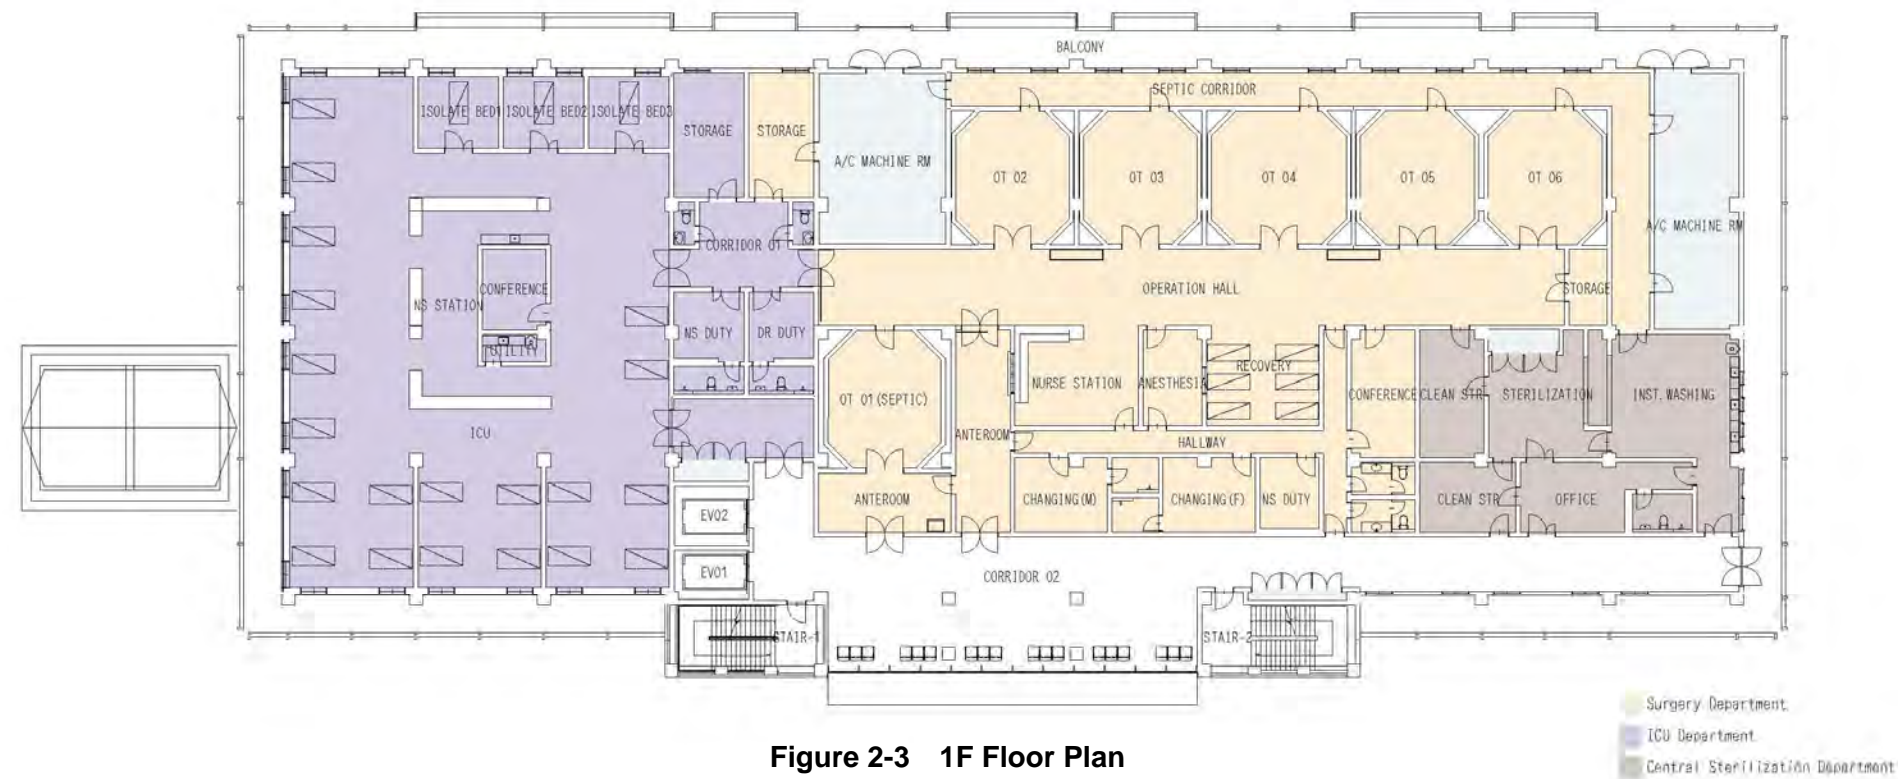 BALCONY
SEPTIC CORRIDOR
ISOLATE BED1
ISOLATE BED2
ISOLATE BED3
STORAGE
STORAGE
A/C MACHINE RM
OT 02
OT 03
OT 04
OT 05
OT 06
A/C MACHINE RM
CORRIDOR 01
CONFERENCE
NS STATION
OPERATION HALL
STORAGE
NS DUTY
DR DUTY
UTILITY
RECOVERY
NURSE STATION
ANESTHESIA
OT 01(SEPTIC)
CONFERENCE
CLEAN STR
STERILIZATION
INST. WASHING
ICU
ANTEROOM
HALLWAY
ANTEROOM
CHANGING(M)
CHANGING(F)
NS DUTY
CLEAN STR
OFFICE
EV02
EV01
CORRIDOR 02
STAIR-1
STAIR-2
Surgery Department
ICU Department
Central Sterilization Department
Figure 2-3 1F Floor Plan